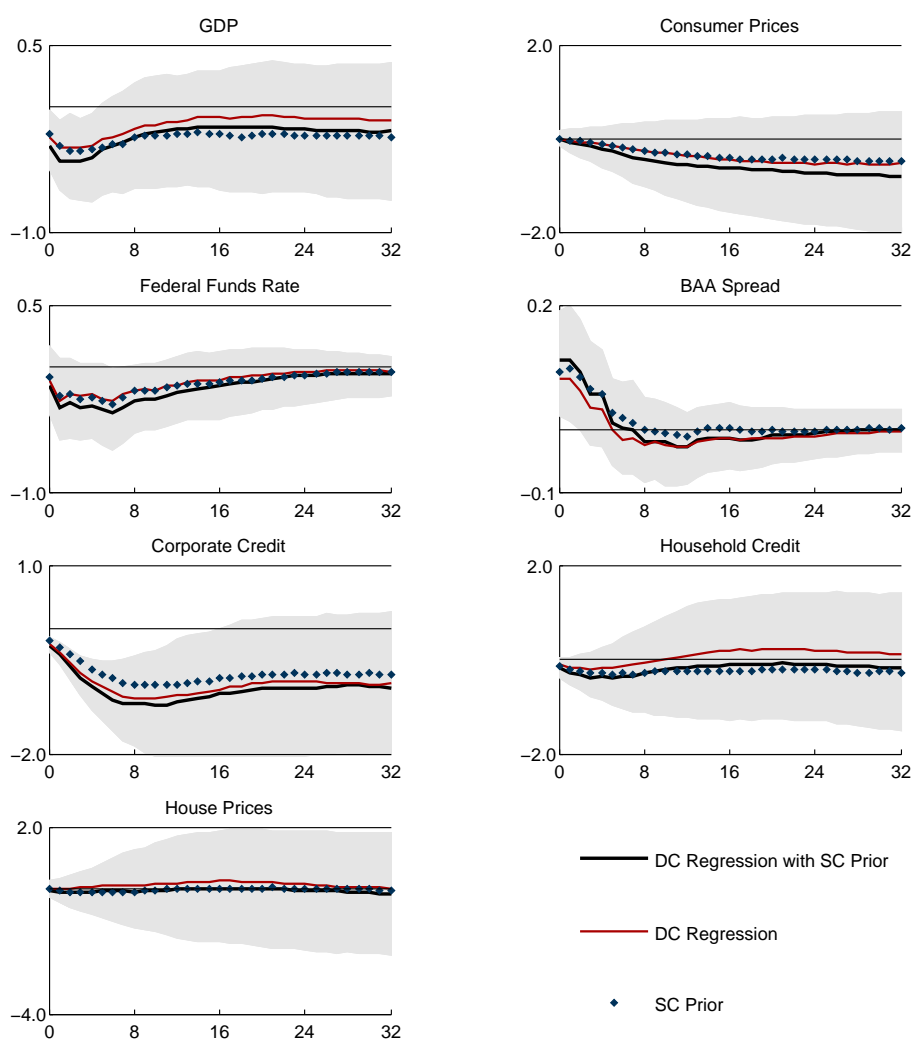 GDP
0.5
−1.0
0 8 16 24 32
Consumer Prices
2.0
−2.0
0 8 16 24 32
Federal Funds Rate
0.5
−1.0
0 8 16 24 32
BAA Spread
0.2
−0.1
0 8 16 24 32
Corporate Credit
1.0
−2.0
0 8 16 24 32
Household Credit
2.0
−2.0
0 8 16 24 32
House Prices
2.0
−4.0
0 8 16 24 32
DC Regression with SC Prior
DC Regression
SC Prior